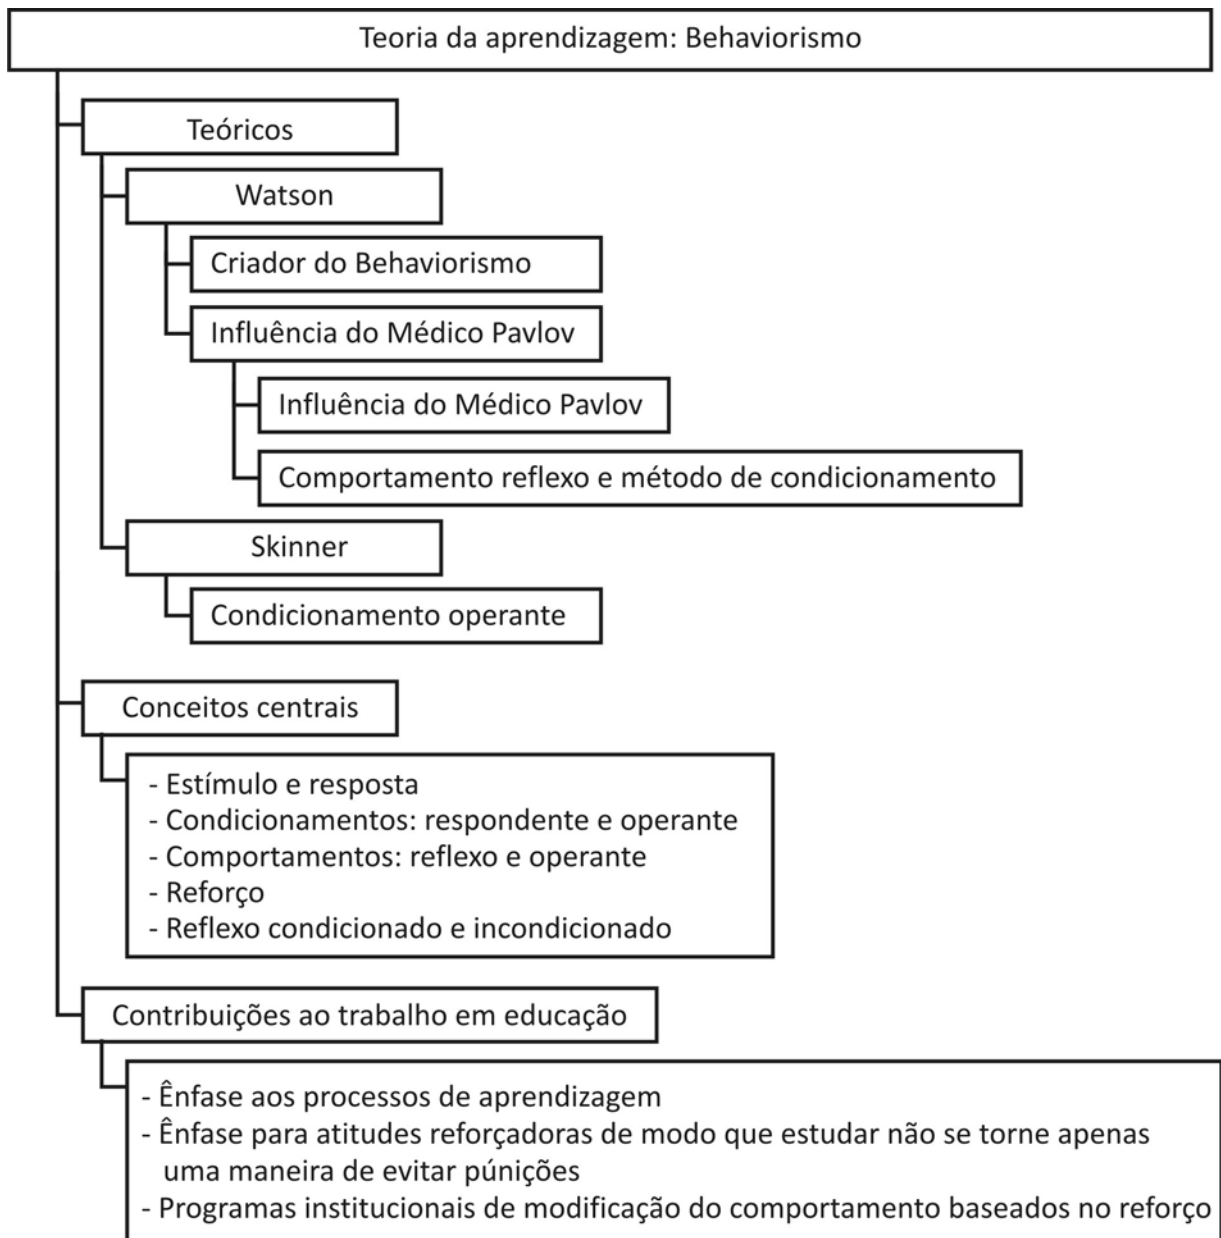 Teoria da aprendizagem: Behaviorismo
Teóricos
Watson
Criador do Behaviorismo
Influência do Médico Pavlov
Influência do Médico Pavlov
Comportamento reflexo e método de condicionamento
Skinner
Condicionamento operante
Conceitos centrais
- Estímulo e resposta
- Condicionamentos: respondente e operante
- Comportamentos: reflexo e operante
- Reforço
- Reflexo condicionado e incondicionado
Contribuições ao trabalho em educação
- Ênfase aos processos de aprendizagem
- Ênfase para atitudes reforçadoras de modo que estudar não se torne apenas
uma maneira de evitar púnições
- Programas institucionais de modificação do comportamento baseados no reforço